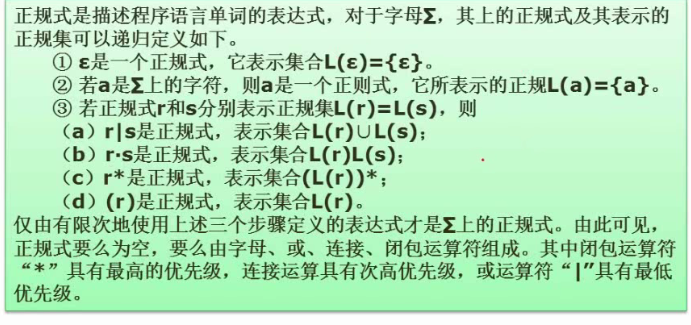 正规式是描述程序语言单词的表达式，对于字母Σ，其上的正规式及其表示的
正规集可以递归定义如下。
① ε是一个正规式，它表示集合L(ε)={ε}。
② 若a是Σ上的字符，则a是一个正则式，它所表示的正规L(a)={a}。
③ 若正规式r和s分别表示正规集L(r)=L(s)，则
（a）r|s是正规式，表示集合L(r)∪L(s)；
（b）r·s是正规式，表示集合L(r)L(s)；
（c）r*是正规式，表示集合(L(r))*；
（d）(r)是正规式，表示集合L(r)。
仅由有限次地使用上述三个步骤定义的表达式才是Σ上的正规式。由此可见，
正规式要么为空，要么由字母、或、连接、闭包运算符组成。其中闭包运算符
“*”具有最高的优先级，连接运算具有次高优先级，或运算符“|”具有最低
优先级。